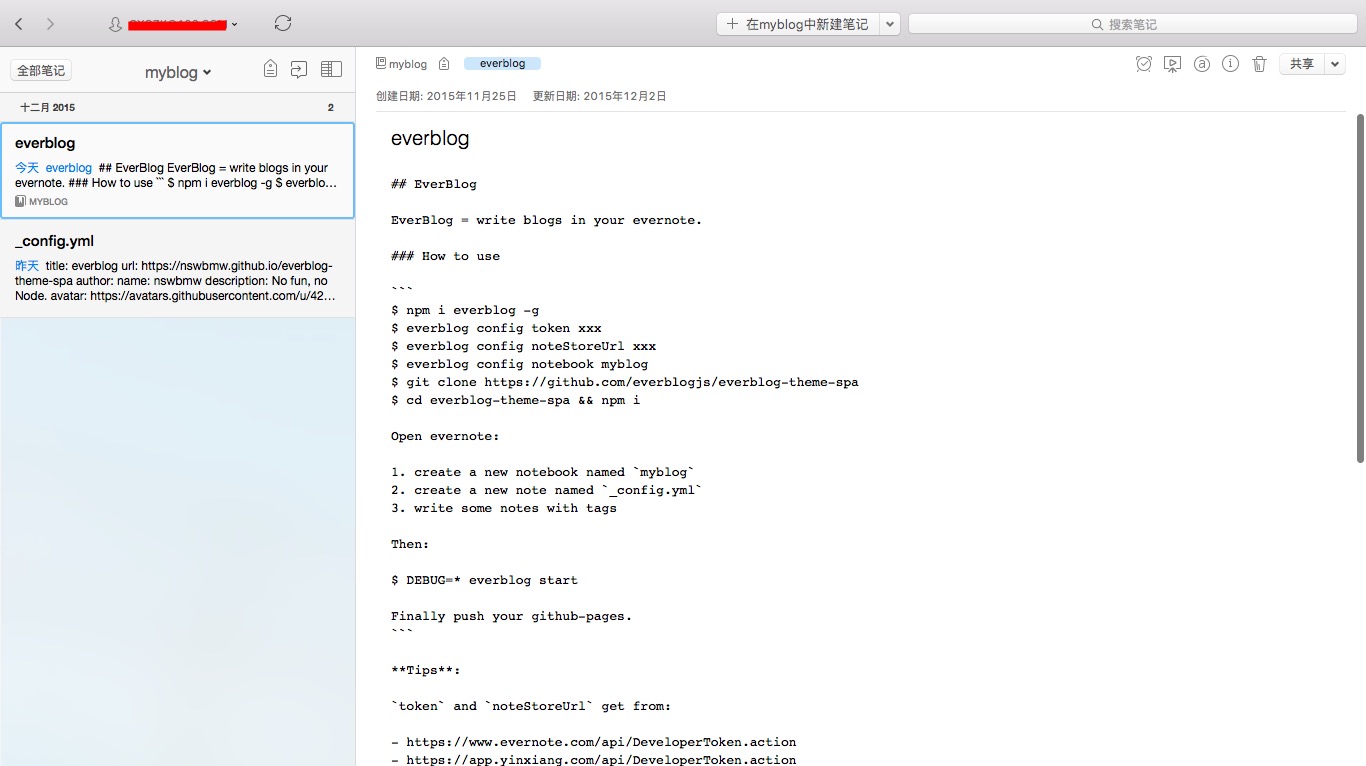 在myblog中新建笔记
搜索笔记
全部笔记
myblog
十二月 2015
2
everblog
今天 everblog ## EverBlog EverBlog = write blogs in your
evernote. ### How to use ``` $ npm i everblog -g $ everblo…
MYBLOG
_config.yml
昨天 title: everblog url: https://nswbmw.github.io/everblog-
theme-spa author: name: nswbmw description: No fun, no
Node. avatar: https://avatars.githubusercontent.com/u/42…
myblog
everblog
共享
创建日期: 2015年11月25日 更新日期: 2015年12月2日
everblog
## EverBlog
EverBlog = write blogs in your evernote.
### How to use
```
$ npm i everblog -g
$ everblog config token xxx
$ everblog config noteStoreUrl xxx
$ everblog config notebook myblog
$ git clone https://github.com/everblogjs/everblog-theme-spa
$ cd everblog-theme-spa && npm i
Open evernote:
1. create a new notebook named `myblog`
2. create a new note named `_config.yml`
3. write some notes with tags
Then:
$ DEBUG=* everblog start
Finally push your github-pages.
```
**Tips**:
`token` and `noteStoreUrl` get from:
- https://www.evernote.com/api/DeveloperToken.action
- https://app.yinxiang.com/api/DeveloperToken.action